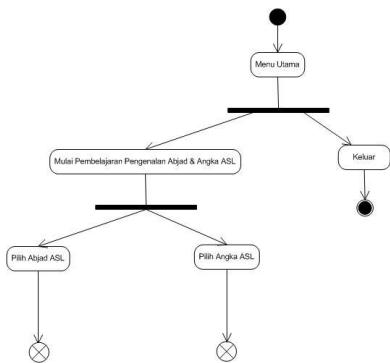 Menu Utama
Mulai Pembelajaran Pengenalan Abjad & Angka ASL
Keluar
Pilih Abjad ASL
Pilih Angka ASL